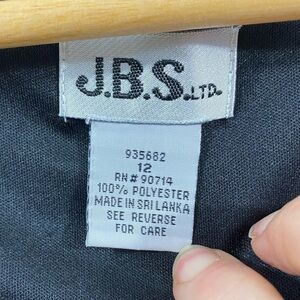 J.B.S.LTD.
935682
12
RN# 90714
100% POLYESTER
MADE IN SRI LANKA
SEE REVERSE
FOR CARE